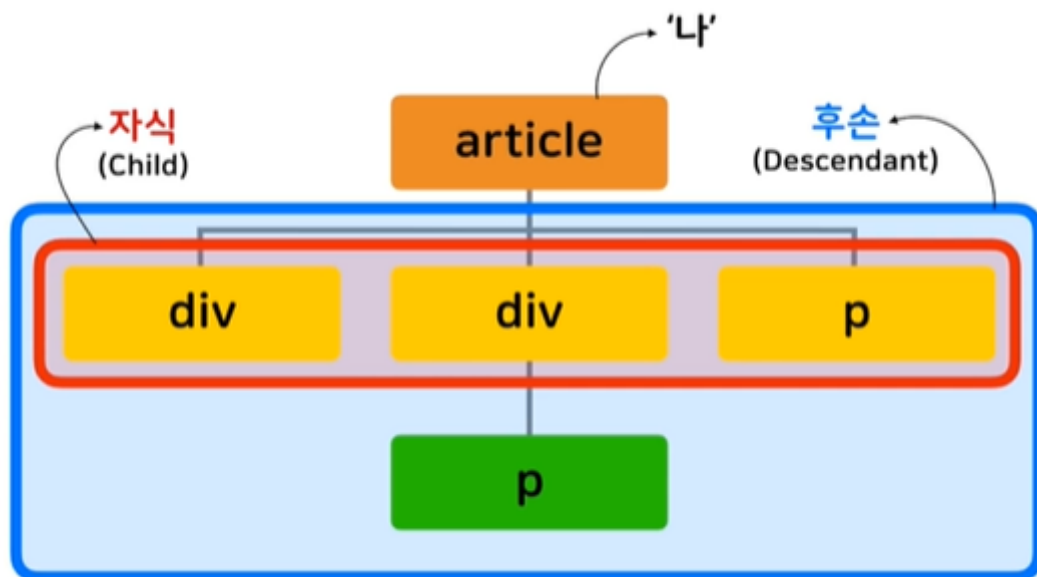 ‘나’
자식
(Child)
article
후손
(Descendant)
div
div
p
p